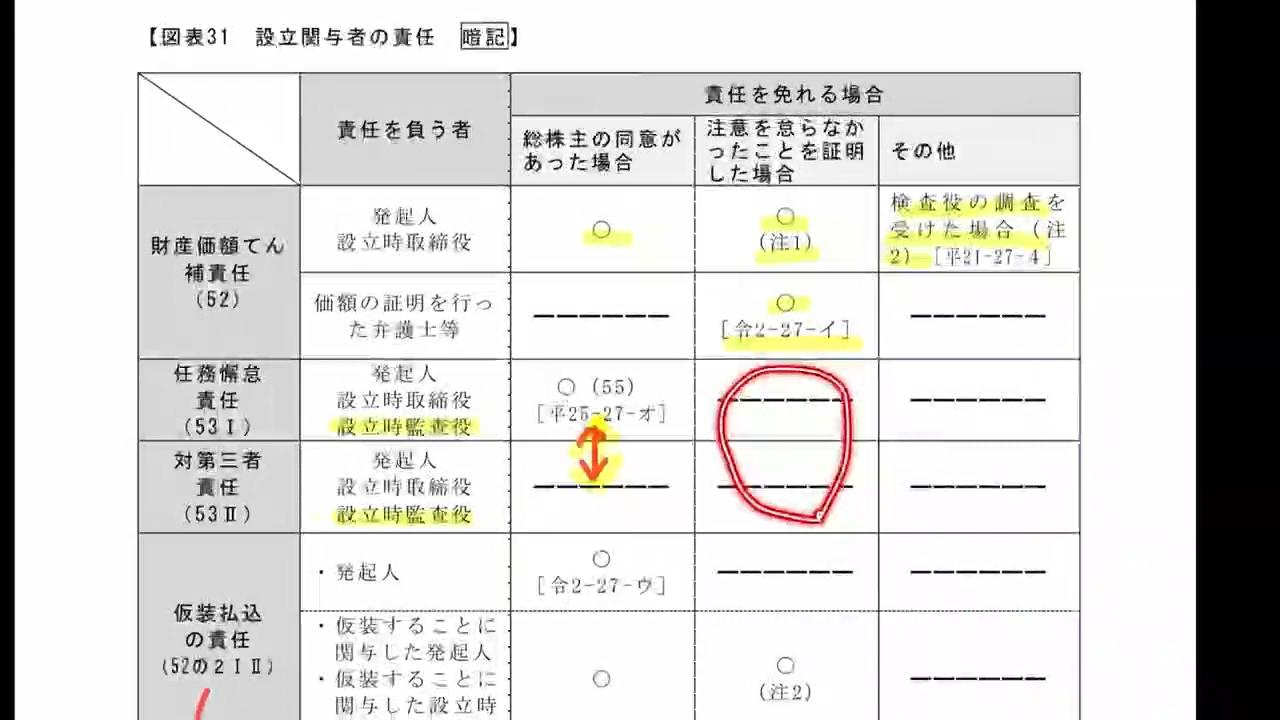 【図表31 設立関与者の責任 暗記】
責任を負う者
責任を免れる場合
総株主の同意が
あった場合
注意を怠らなか
ったことを証明
した場合
その他
財産価額てん
補責任
(52)
発起人
設立時取締役
○
○
(注1)
検査役の調査を
受けた場合(注
2)[平21-27-4]
価額の証明を行っ
た弁護士等
○
[令2-27-イ]
任務懈怠
責任
(53Ⅰ)
発起人
設立時取締役
設立時監査役
○(55)
[平25-27-オ]
対第三者
責任
(53Ⅱ)
発起人
設立時取締役
設立時監査役
仮装払込
の責任
(52の2ⅠⅡ)
・発起人
○
[令2-27-ウ]
・仮装することに
関与した発起人
・仮装することに
関与した設立時
○
○
(注2)